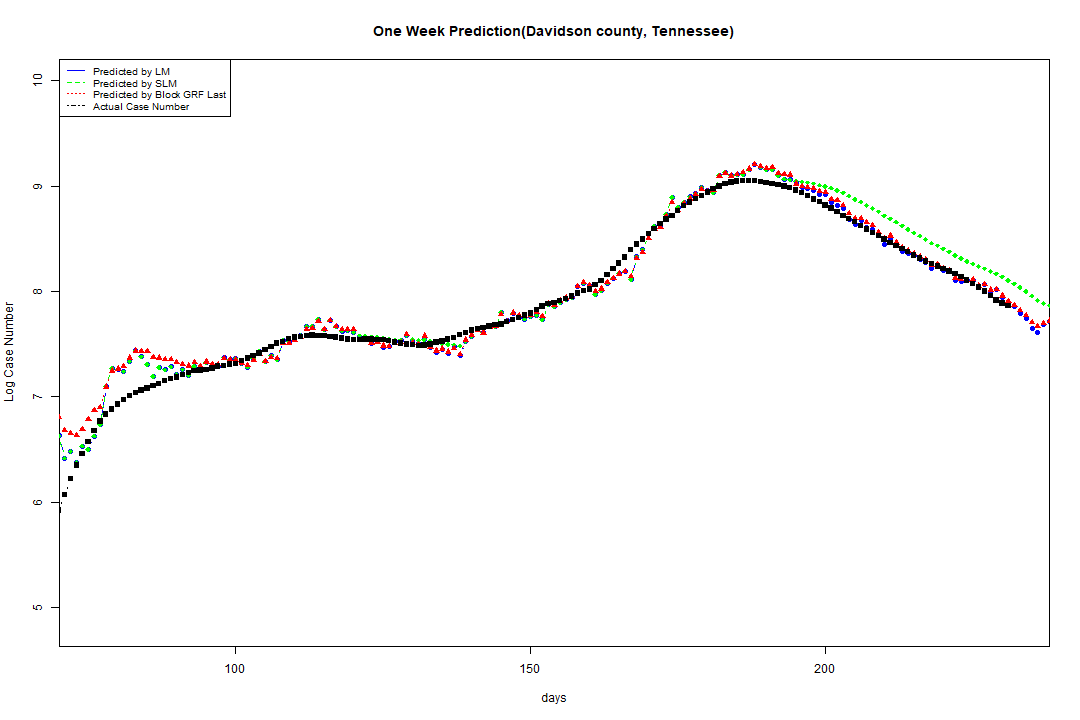 One Week Prediction(Davidson county, Tennessee)
Predicted by LM
Predicted by SLM
Predicted by Block GRF Last
Actual Case Number
10
9
8
7
6
5
Log Case Number
100
150
200
days